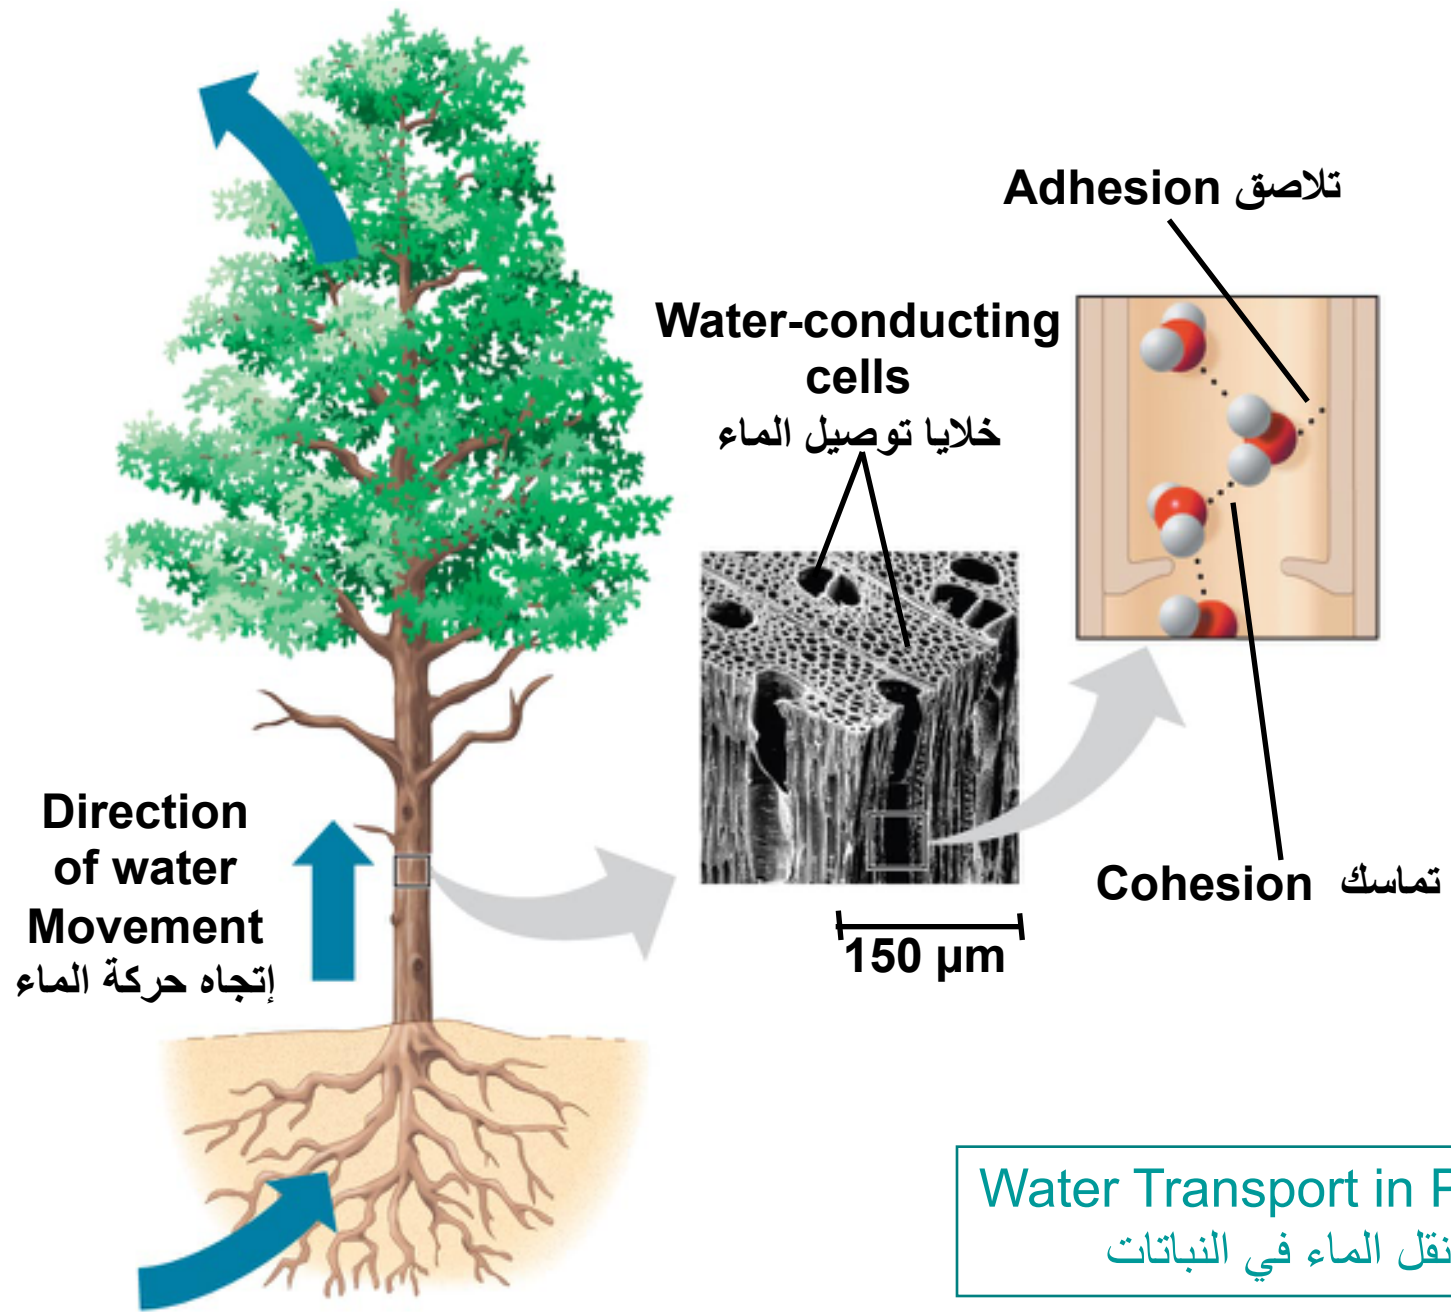 Adhesion تلاصق
Water-conducting
cells
خلايا توصيل الماء
Direction
of water
Movement
إتجاه حركة الماء
Cohesion تماسك
150 µm
Water Transport in
نقل الماء في النباتات